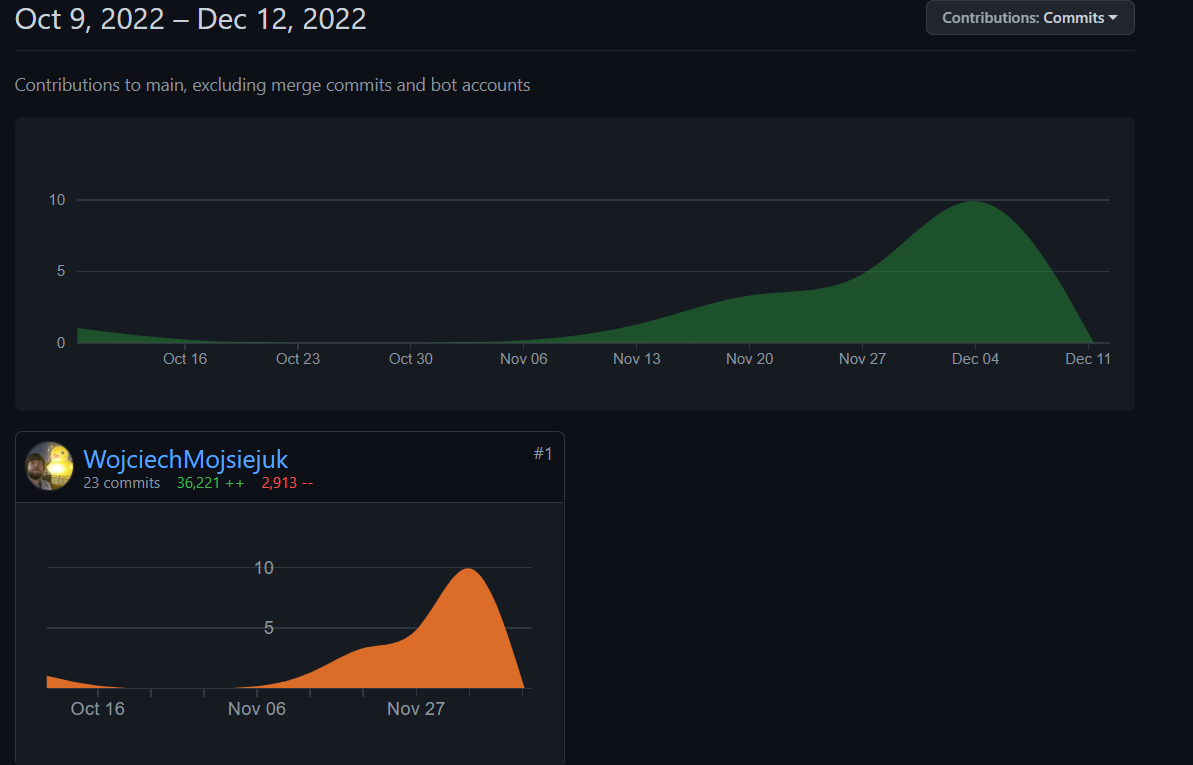 Oct 9, 2022 – Dec 12, 2022
Contributions: Commits
Contributions to main, excluding merge commits and bot accounts
10
5
0
Oct 16 Oct 23 Oct 30 Nov 06 Nov 13 Nov 20 Nov 27 Dec 04 Dec 11
WojciechMojsiejuk #1
23 commits 36,221 ++ 2,913 --
10
5
Oct 16 Nov 06 Nov 27